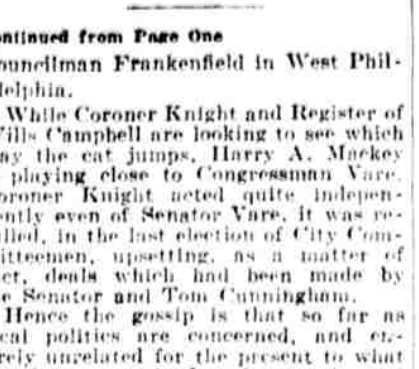 ntinued from Page One
ouncilman Frankenfield in West Phil-
delphia.
While Coroner Knight and Register of
Wills Campbell are looking to see which
ay the cat jumps, Harry A. Mackey
playing close to Congressman Vare.
oroner Knight acted quite indepen-
ently even of Senator Vare, it was re-
lled, in the last election of City Com-
itteemen, upsetting, as a matter of
ct, deals which had been made by
e Senator and Tom Cunningham.
Hence the gossip is that so far as
cal politics are concerned, and en-
rely unrelated for the present to what